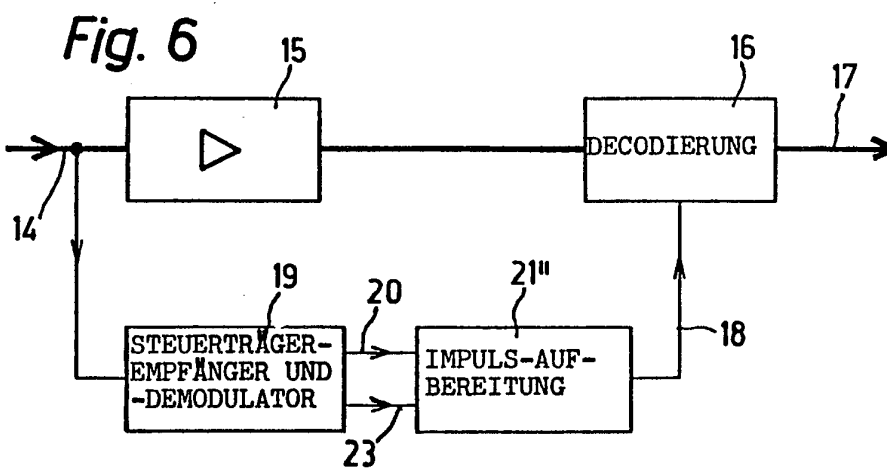 Fig. 6
15
16
17
DECODIERUNG
14
19
20
21"
18
STEUERTRÄGER-
EMPFÄNGER UND
-DEMODULATOR
IMPULS-AUF-
BEREITUNG
23